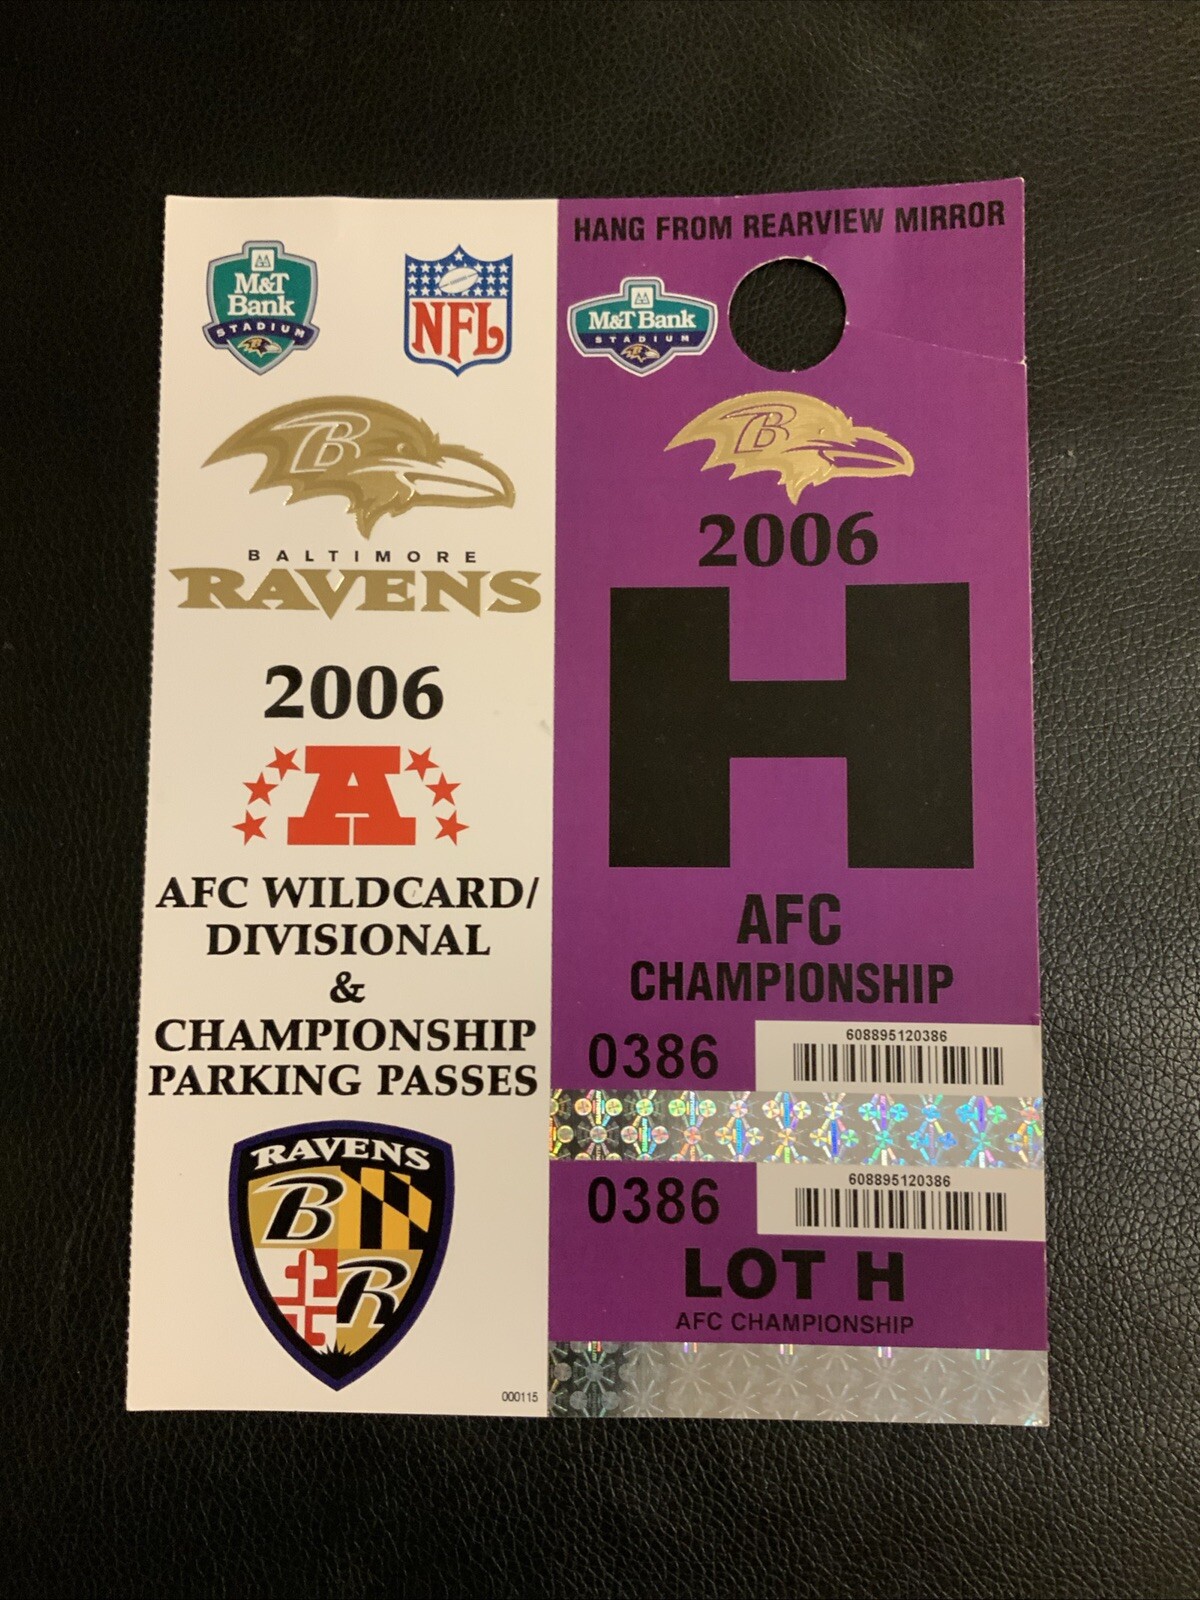 M&T
Bank
STADIUM
NFL
B
BALTIMORE
RAVENS
2006
A
AFC WILDCARD/
DIVISIONAL
&
CHAMPIONSHIP
PARKING PASSES
RAVENS
B
R
000115
HANG FROM REARVIEW MIRROR
M&T Bank
STADIUM
B
2006
H
AFC
CHAMPIONSHIP
0386
608895120386
0386
608895120386
LOT H
AFC CHAMPIONSHIP